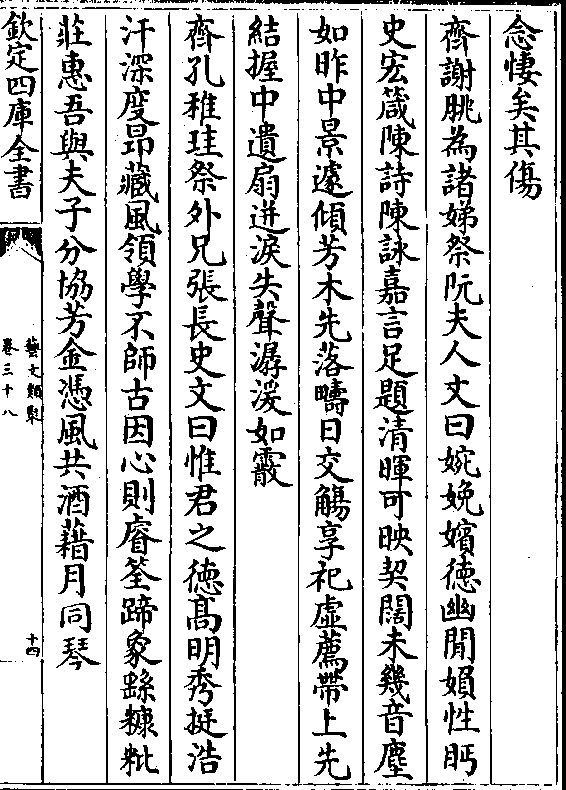 念悽矣其傷
齊謝朓為諸娣祭阮夫人文曰婉娩嬪德幽閒婦性眄
史宏箴陳詩陳詠嘉言足題清暉可映契闊未幾音塵
如昨中景遽傾芳木先落疇日交觴享祀虚薦帶上先
結握中遺扇迸淚失聲潺湲如霰
齊孔稚珪祭外兄張長史文曰惟君之德高明秀挺浩
汗深度昂藏風領學不師古因心則睿筌蹄象繇糠粃
莊惠吾與夫子分協芳金憑風共酒藉月同琴
欽定四庫全書
藝文類聚
卷三十八
十四